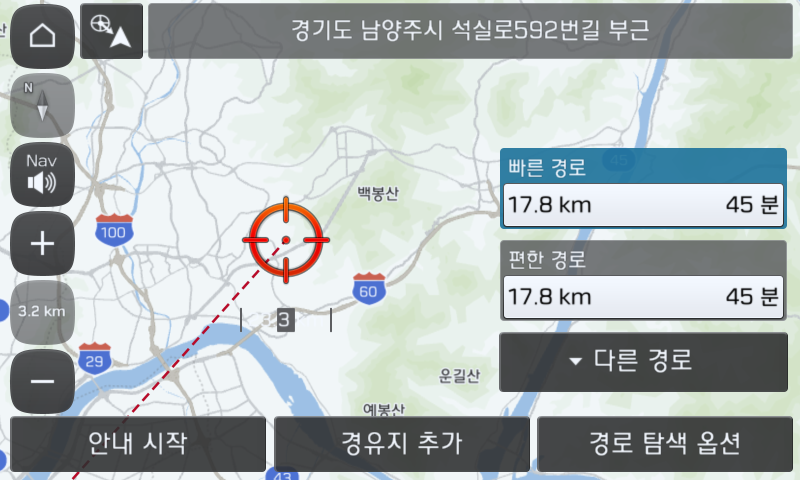 경기도 남양주시 석실로592번길 부근
산
N
Nav
백봉산
45
빠른 경로
17.8 km 45 분
100
편한 경로
17.8 km 45 분
60
3.2 km
3
29
다른 경로
운길산
예봉산
안내 시작 경유지 추가 경로 탐색 옵션
43